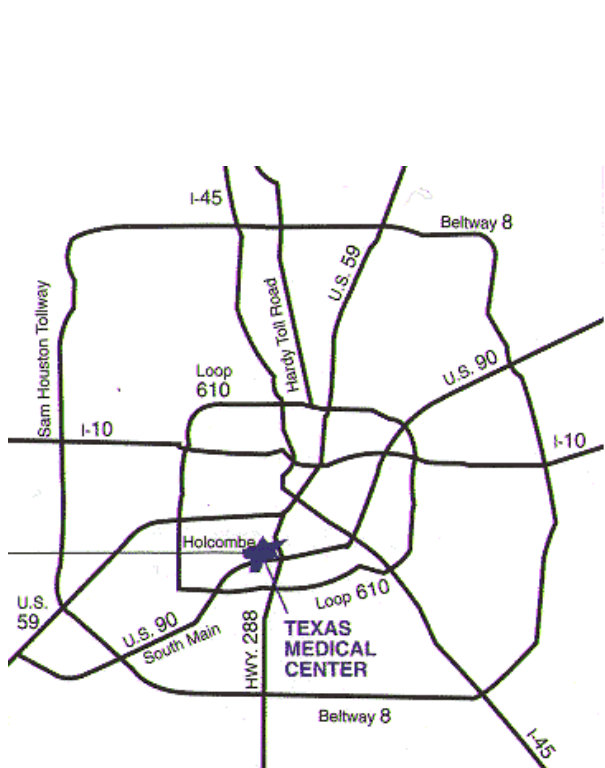 I-45
Beltway 8
U.S. 59
Hardy Toll Road
Sam Houston Tollway
U.S. 90
Loop
610
I-10
I-10
Holcombe
U.S.
59
U.S. 90
South Main
Loop 610
HWY. 288
TEXAS
MEDICAL
CENTER
Beltway 8
I-45